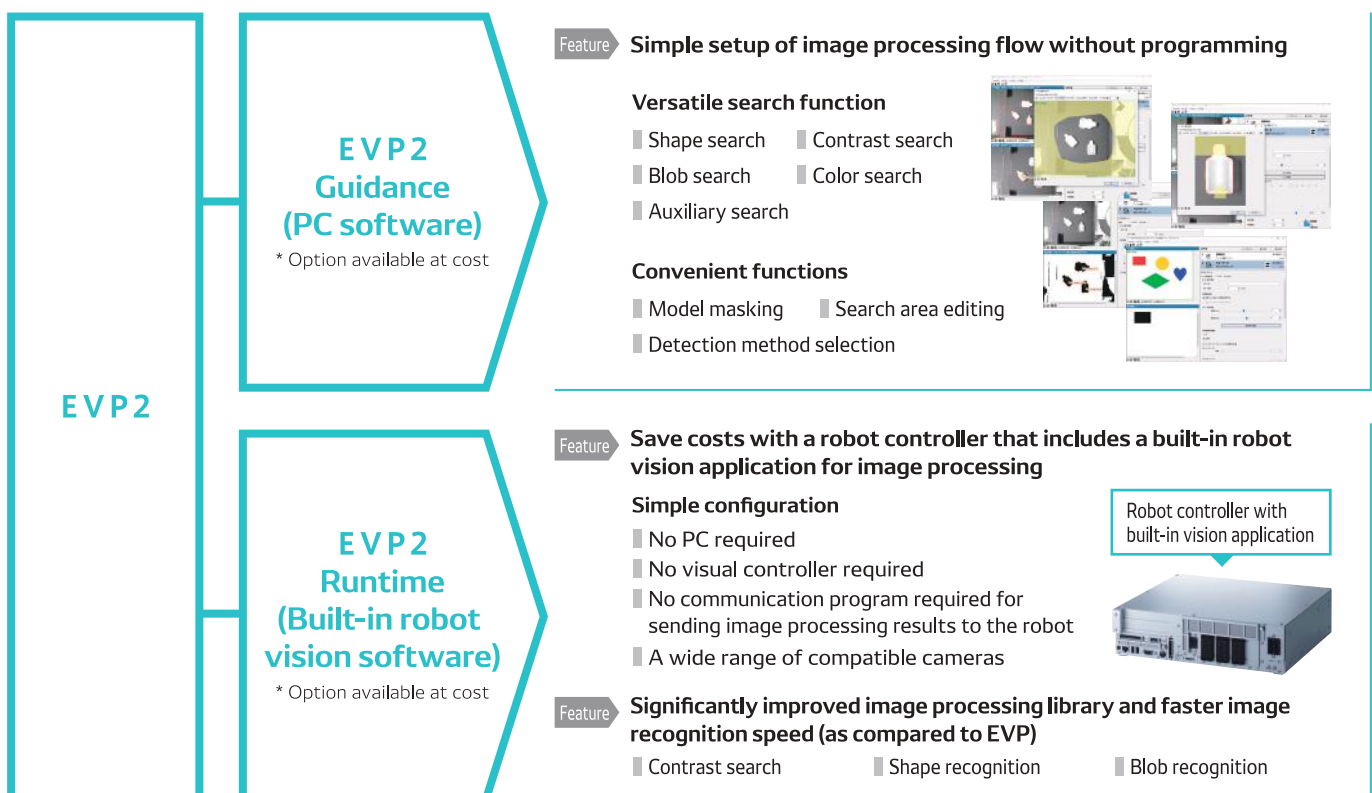 EVP2
EVP2
Guidance
(PC software)
* Option available at cost
Feature
Simple setup of image processing flow without programming
Versatile search function
Shape search
Contrast search
Blob search
Color search
Auxiliary search
Convenient functions
Model masking
Search area editing
Detection method selection
EVP2
Runtime
(Built-in robot
vision software)
* Option available at cost
Feature
Save costs with a robot controller that includes a built-in robot
vision application for image processing
Simple configuration
No PC required
No visual controller required
No communication program required for
sending image processing results to the robot
A wide range of compatible cameras
Robot controller with
built-in vision application
Feature
Significantly improved image processing library and faster image
recognition speed (as compared to EVP)
Contrast search
Shape recognition
Blob recognition